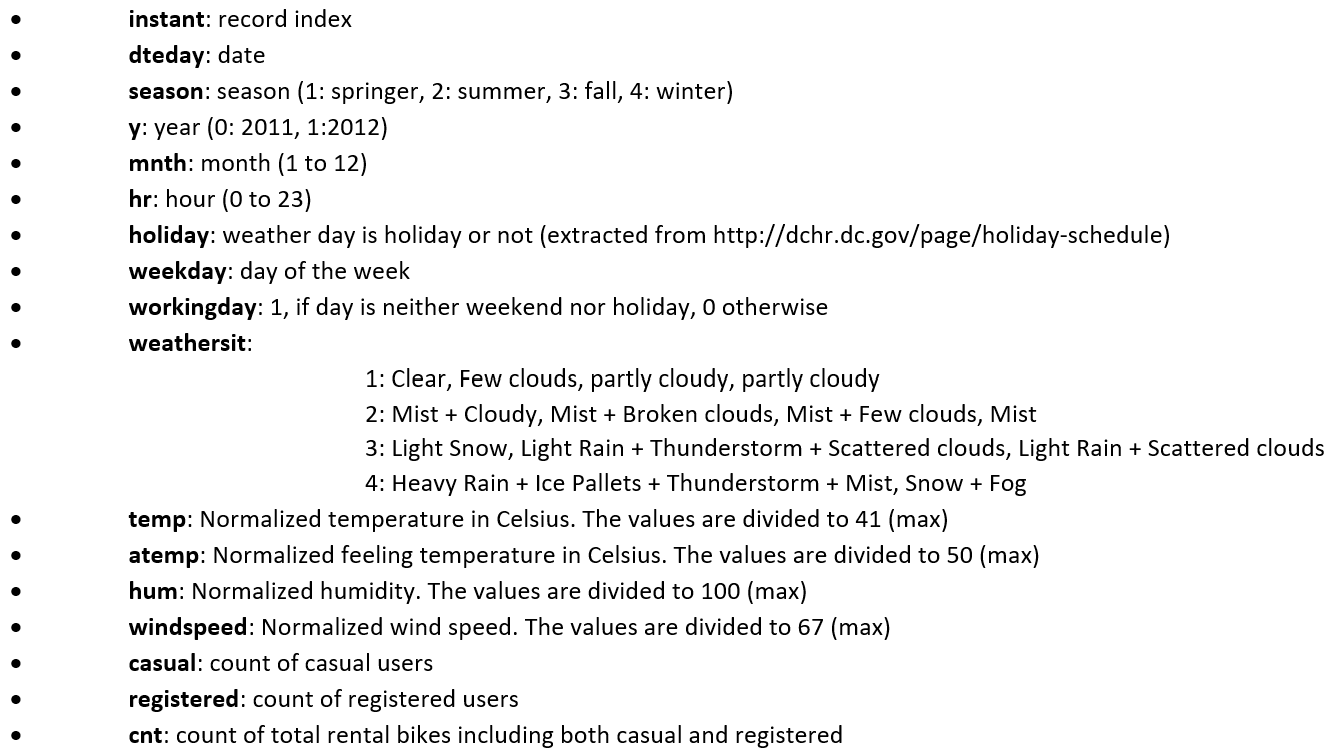 • instant: record index
• dteday: date
• season: season (1: springer, 2: summer, 3: fall, 4: winter)
• y: year (0: 2011, 1:2012)
• mnth: month (1 to 12)
• hr: hour (0 to 23)
• holiday: weather day is holiday or not (extracted from http://dchr.dc.gov/page/holiday-schedule)
• weekday: day of the week
• workingday: 1, if day is neither weekend nor holiday, 0 otherwise
• weathersit:
1: Clear, Few clouds, partly cloudy, partly cloudy
2: Mist + Cloudy, Mist + Broken clouds, Mist + Few clouds, Mist
3: Light Snow, Light Rain + Thunderstorm + Scattered clouds, Light Rain + Scattered clouds
4: Heavy Rain + Ice Pallets + Thunderstorm + Mist, Snow + Fog
• temp: Normalized temperature in Celsius. The values are divided to 41 (max)
• atemp: Normalized feeling temperature in Celsius. The values are divided to 50 (max)
• hum: Normalized humidity. The values are divided to 100 (max)
• windspeed: Normalized wind speed. The values are divided to 67 (max)
• casual: count of casual users
• registered: count of registered users
• cnt: count of total rental bikes including both casual and registered